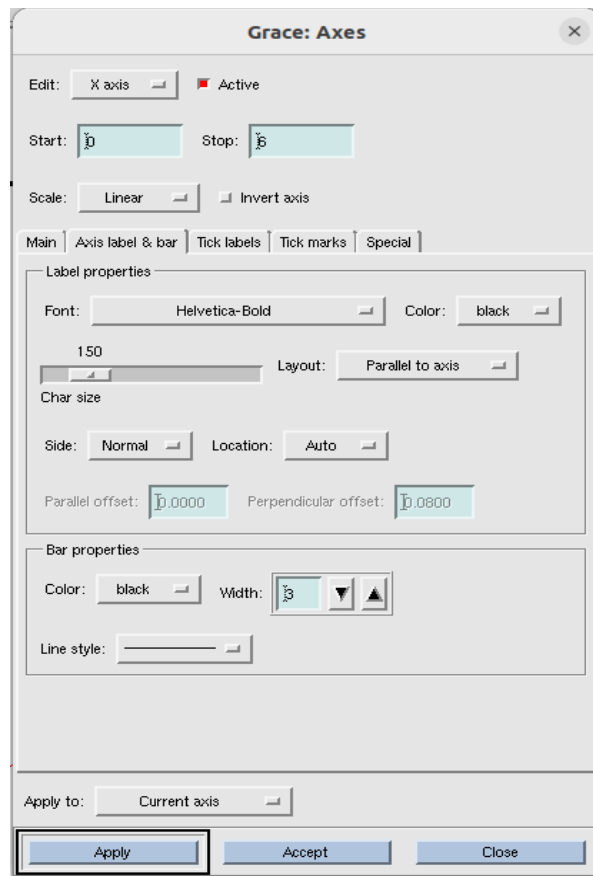 Grace: Axes
Edit: X axis Active
Start: 0 Stop: 6
Scale: Linear Invert axis
Main Axis label & bar Tick labels Tick marks Special
Label properties
Font: Helvetica-Bold Color: black
150
Layout: Parallel to axis
Char size
Side: Normal Location: Auto
Parallel offset: 0.0000 Perpendicular offset: 0.0800
Bar properties
Color: black Width: 3
Line style:
Apply to: Current axis
Apply Accept Close